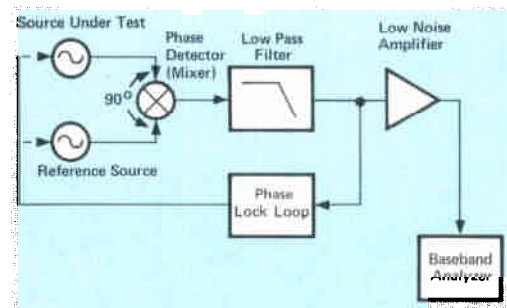 Source Under Test
Phase
Detector
(Mixer)
Low Pass
Filter
Low Noise
Amplifier
90°
Reference Source
Phase
Lock Loop
Baseband
Analyzer